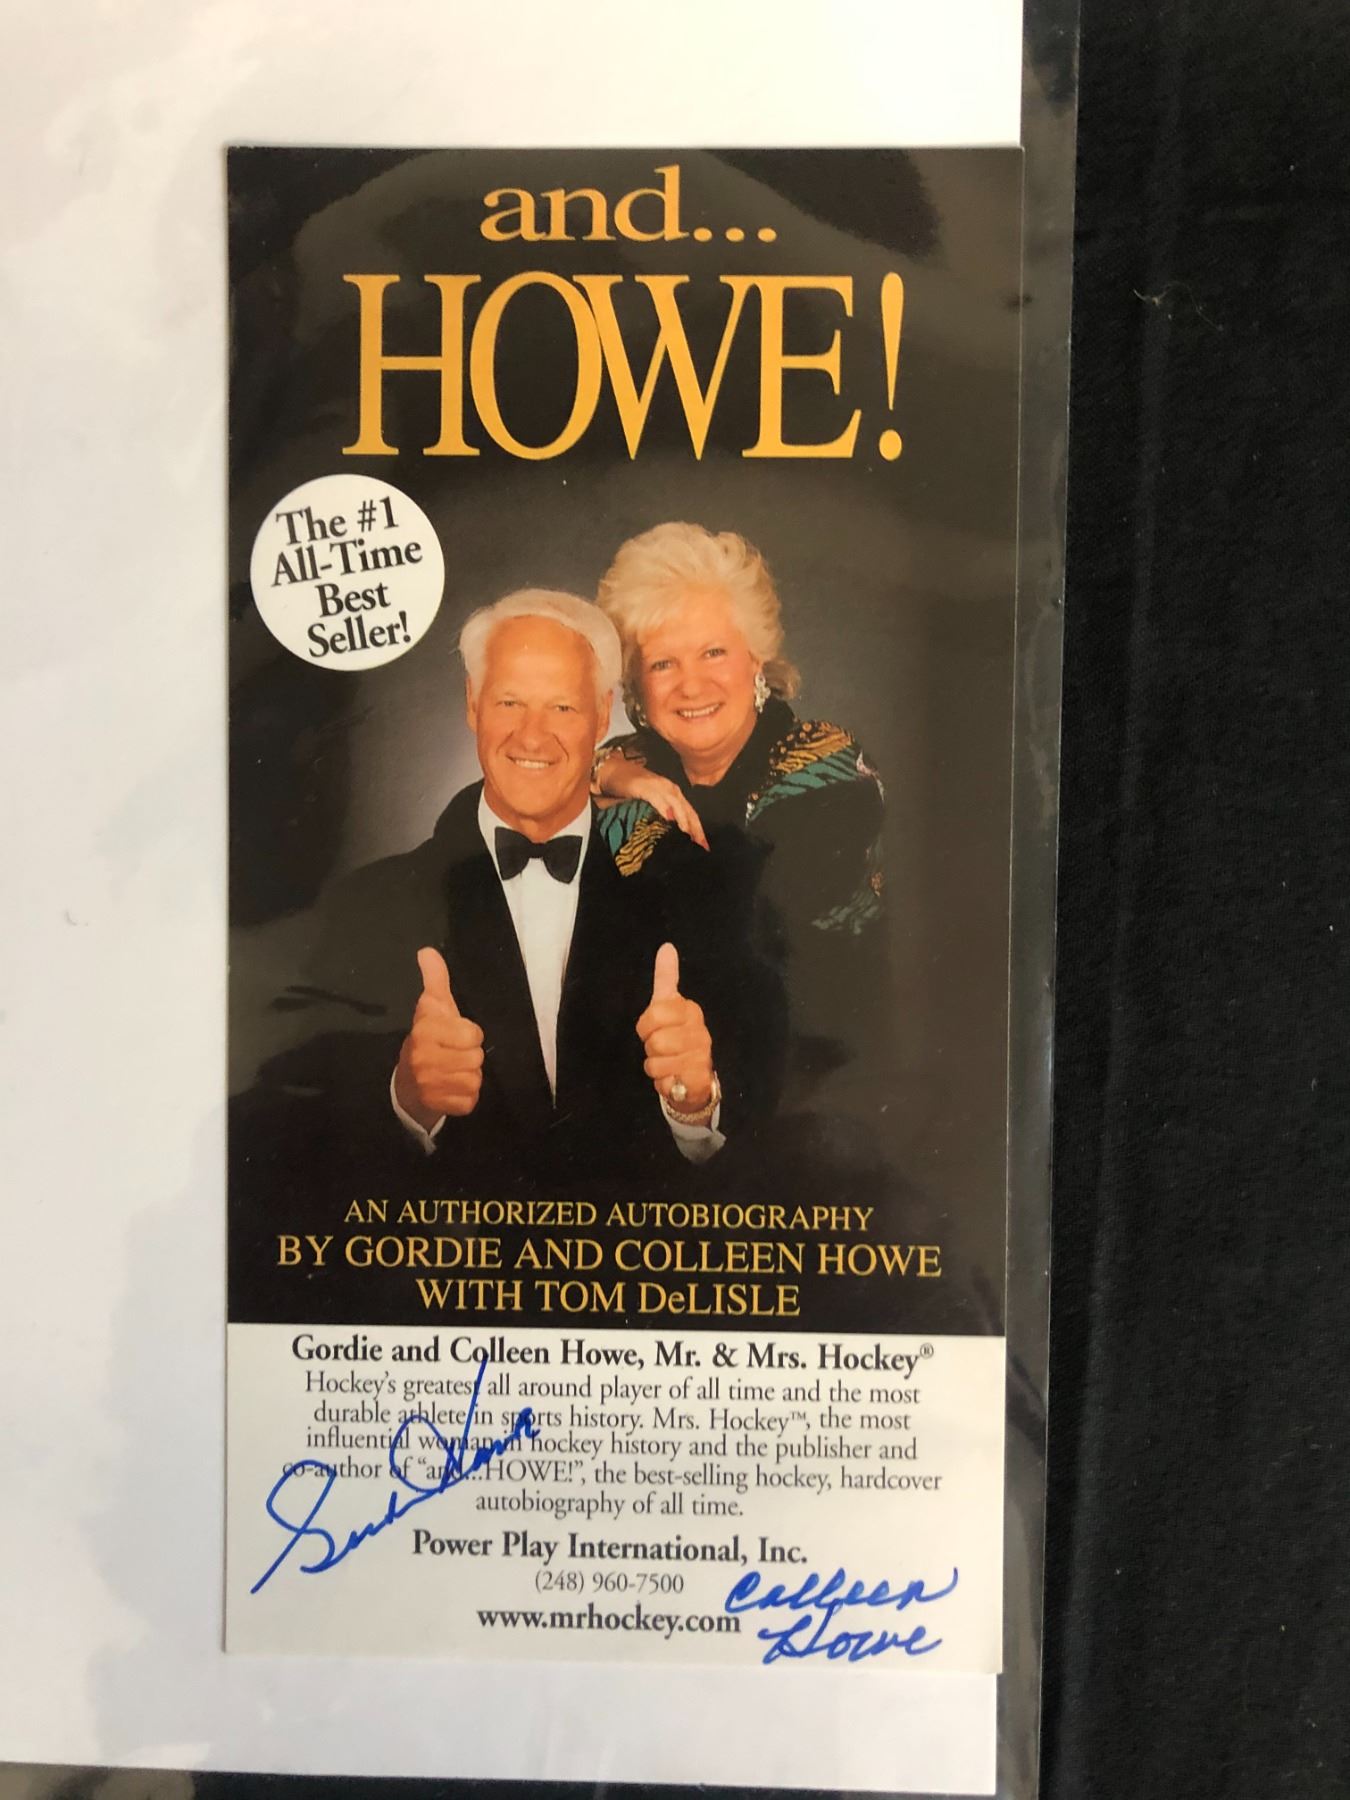 and...
HOWE!
The #1
All-Time
Best
Seller!
AN AUTHORIZED AUTOBIOGRAPHY
BY GORDIE AND COLLEEN HOWE
WITH TOM DeLISLE
Gordie and Colleen Howe, Mr. & Mrs. Hockey®
Hockey's greatest all around player of all time and the most
durable athlete in sports history. Mrs. Hockey™, the most
influential woman in hockey history and the publisher and
co-author of “and...HOWE!”, the best-selling hockey, hardcover
autobiography of all time.
Gordie Howe
Power Play International, Inc.
(248) 960-7500
www.mrhockey.com
Colleen
Howe